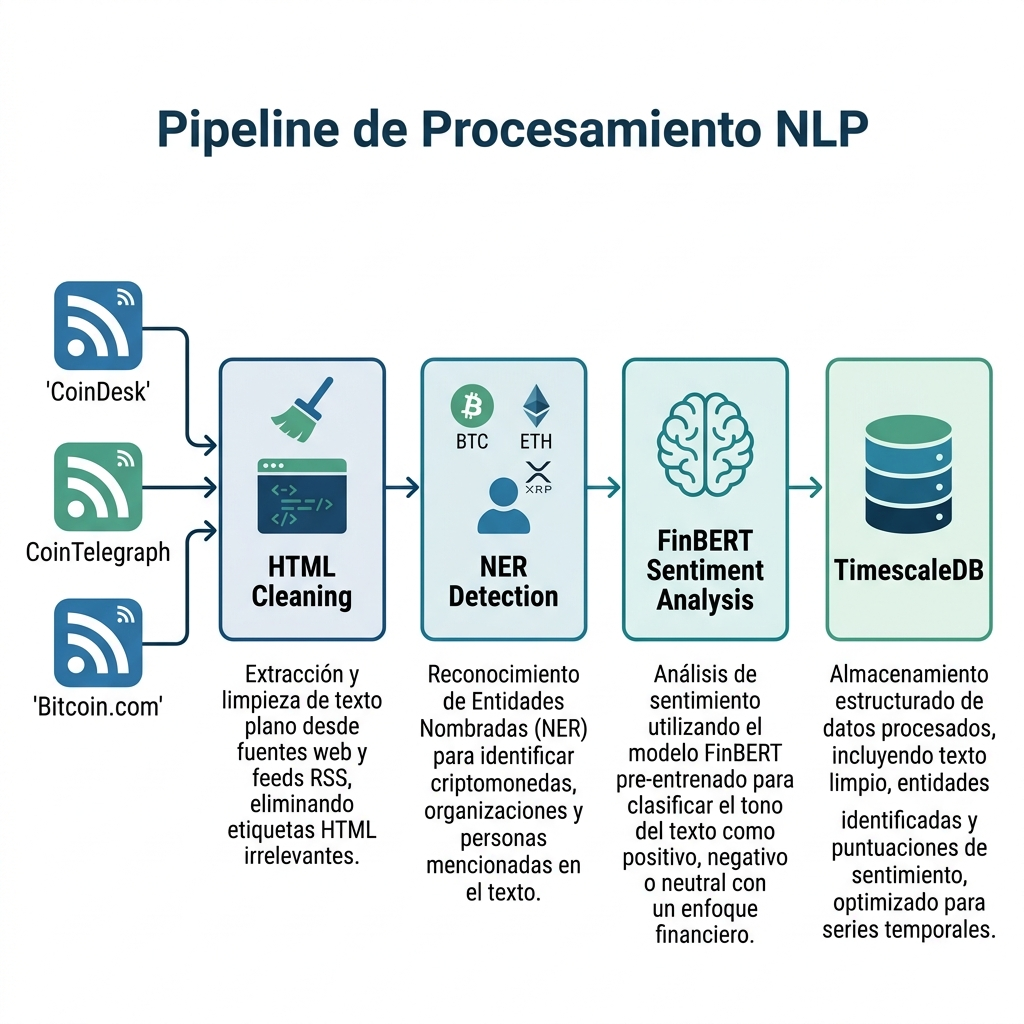 Pipeline de Procesamiento NLP
'CoinDesk'
CoinTelegraph
'Bitcoin.com'
<->
</>
</>
HTML
Cleaning
BTC
ETH
XRP
NER
Detection
FinBERT
Sentiment
Analysis
TimescaleDB
Extracción y
limpieza de texto
plano desde
fuentes web y
feeds RSS,
eliminando
etiquetas HTML
irrelevantes.
Reconocimiento
de Entidades
Nombradas (NER)
para identificar
criptomonedas,
organizaciones y
personas
mencionadas en
el texto.
Análisis de
sentimiento
utilizando el
modelo FinBERT
pre-entrenado para
clasificar el tono
del texto como
positivo, negativo
o neutral con
un enfoque
financiero.
Almacenamiento
estructurado de
datos procesados,
incluyendo texto
limpio, entidades
identificadas y
puntuaciones de
sentimiento,
optimizado para
series temporales.